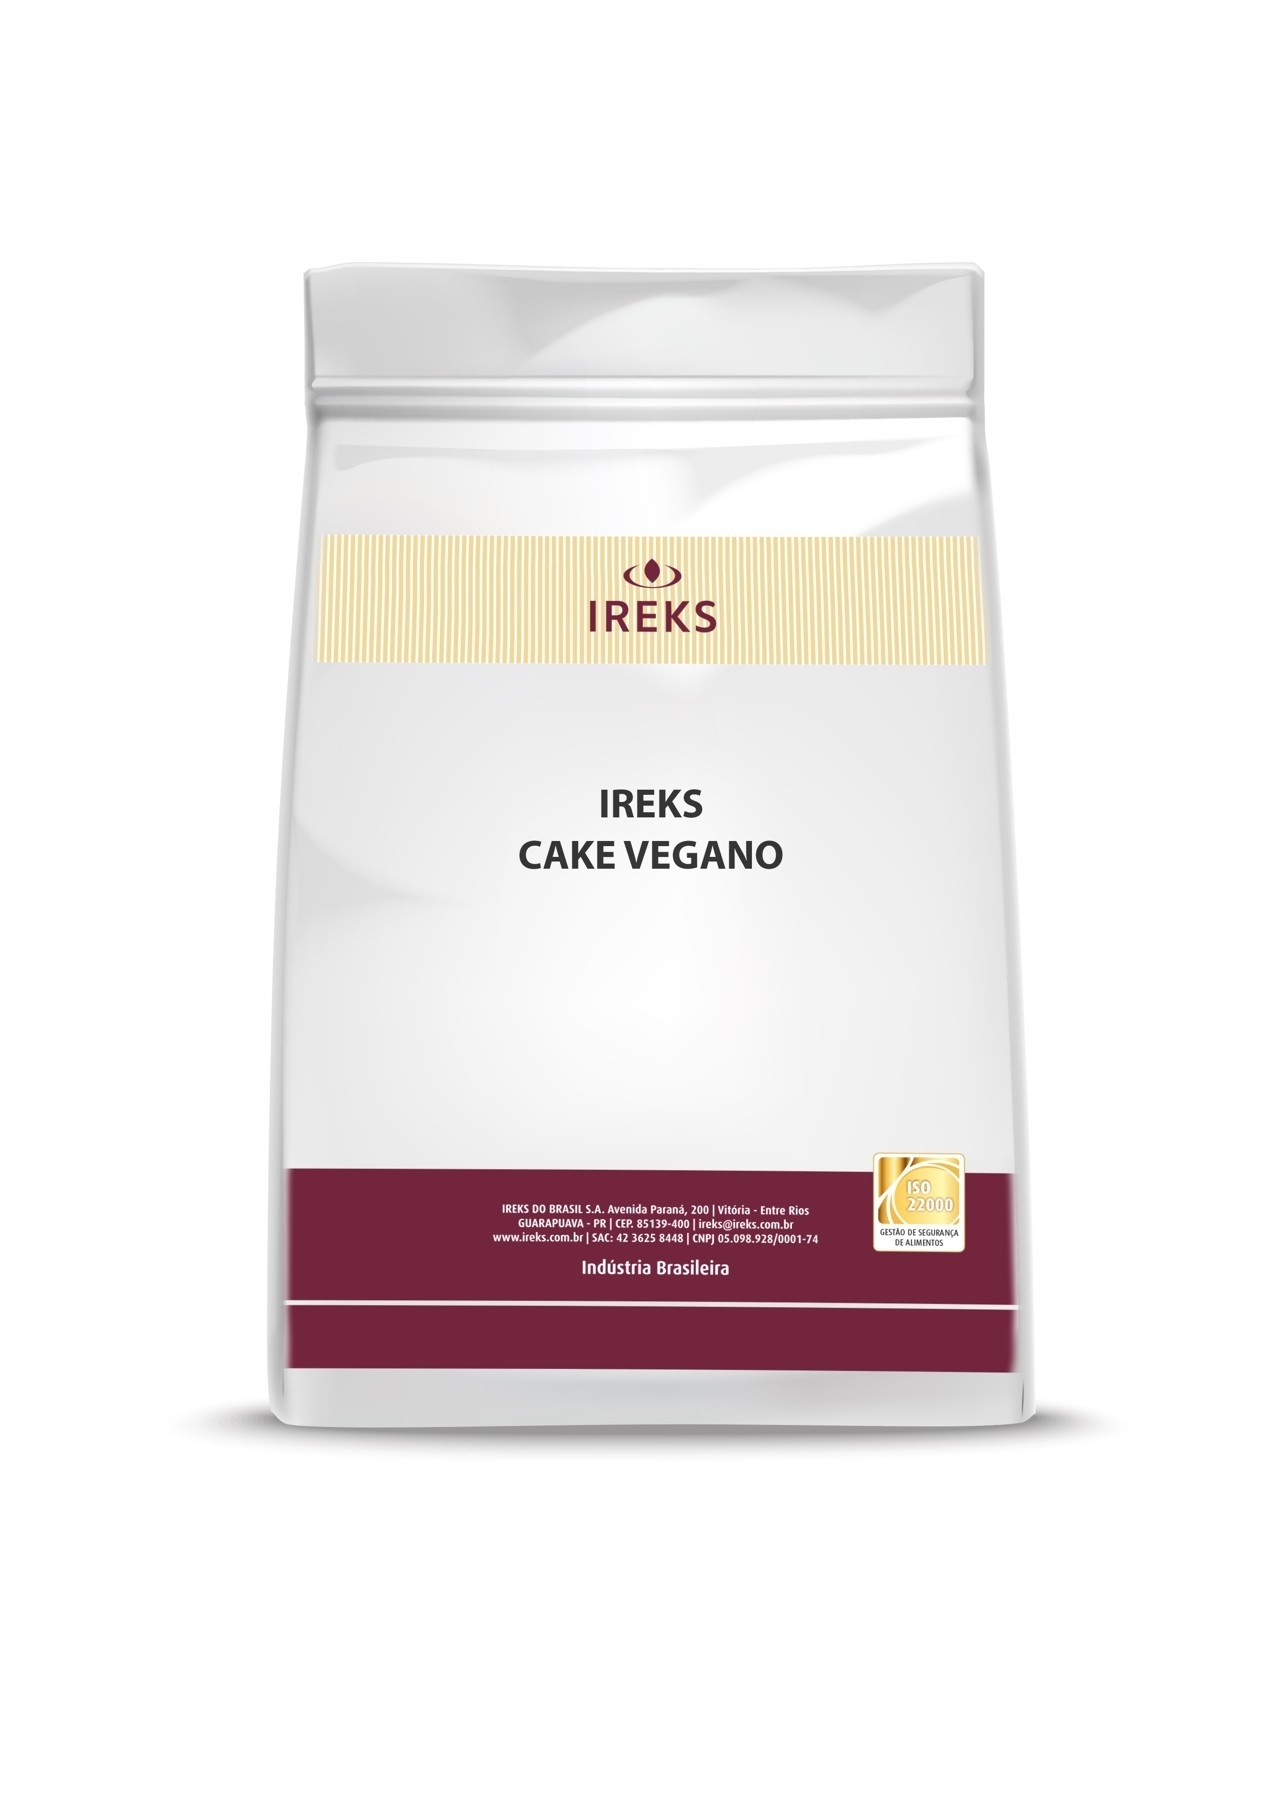 IREKS
IREKS
CAKE VEGANO
ISO
22000
GESTÃO DE SEGURANÇA
DE ALIMENTOS
IREKS DO BRASIL S.A. Avenida Paraná, 200 | Vitória - Entre Rios
GUARAPUAVA - PR | CEP. 85139-400 | ireks@ireks.com.br
www.ireks.com.br | SAC: 42 3625 8448 | CNPJ 05.098.928/0001-74
Indústria Brasileira